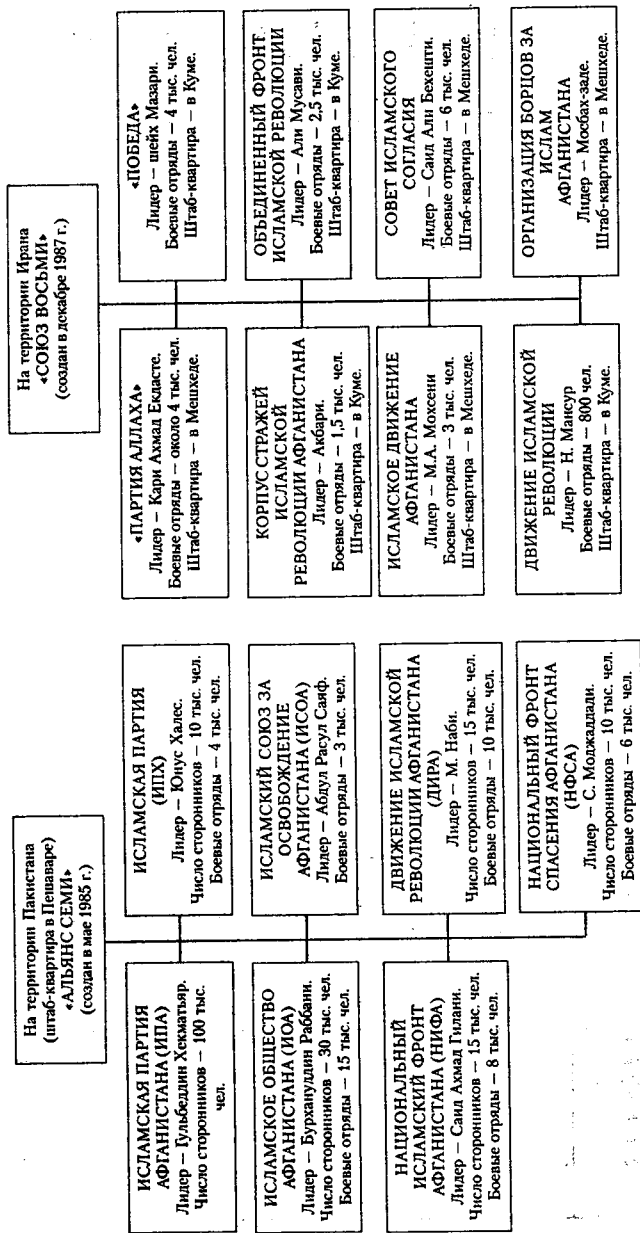 На территории Пакистана
(штаб-квартира в Пешаваре)
«АЛЬЯНС СЕМИ»
(создан в мае 1985 г.)
ИСЛАМСКАЯ ПАРТИЯ
АФГАНИСТАНА (ИПА)
Лидер – Гульбеддин Хекматьяр.
Число сторонников – 100 тыс.
чел.
ИСЛАМСКАЯ ПАРТИЯ
(ИПХ)
Лидер – Юнус Халес.
Число сторонников – 10 тыс. чел.
Боевые отряды – 4 тыс. чел.
ИСЛАМСКОЕ ОБЩЕСТВО
АФГАНИСТАНА (ИОА)
Лидер – Бурхануддин Раббани.
Число сторонников – 30 тыс. чел.
Боевые отряды – 15 тыс. чел.
ИСЛАМСКИЙ СОЮЗ ЗА
ОСВОБОЖДЕНИЕ
АФГАНИСТАНА (ИСОА)
Лидер – Абдул Расул Саяф.
Боевые отряды – 3 тыс. чел.
НАЦИОНАЛЬНЫЙ
ИСЛАМСКИЙ ФРОНТ
АФГАНИСТАНА (НИФА)
Лидер – Саид Ахмад Гилани.
Число сторонников – 15 тыс. чел.
Боевые отряды – 8 тыс. чел.
ДВИЖЕНИЕ ИСЛАМСКОЙ
РЕВОЛЮЦИИ АФГАНИСТАНА
(ДИРА)
Лидер – М. Наби.
Число сторонников – 15 тыс. чел.
Боевые отряды – 10 тыс. чел.
НАЦИОНАЛЬНЫЙ ФРОНТ
СПАСЕНИЯ АФГАНИСТАНА
(НФСА)
Лидер – С. Моджаддади.
Число сторонников – 10 тыс. чел.
Боевые отряды – 6 тыс. чел.
На территории Ирана
«СОЮЗ ВОСЬМИ»
(создан в декабре 1987 г.)
«ПАРТИЯ АЛЛАХА»
Лидер – Кари Ахмад Екдасте.
Боевые отряды – около 4 тыс. чел.
Штаб-квартира – в Мешхеде.
«ПОБЕДА»
Лидер – шейх Мазари.
Боевые отряды – 4 тыс. чел.
Штаб-квартира – в Куме.
КОРПУС СТРАЖЕЙ
ИСЛАМСКОЙ
РЕВОЛЮЦИИ АФГАНИСТАНА
Лидер – Акбари.
Боевые отряды – 1,5 тыс. чел.
Штаб-квартира – в Куме.
ОБЪЕДИНЕННЫЙ ФРОНТ
ИСЛАМСКОЙ РЕВОЛЮЦИИ
Лидер – Али Мусави.
Боевые отряды – 2,5 тыс. чел.
Штаб-квартира – в Куме.
ИСЛАМСКОЕ ДВИЖЕНИЕ
АФГАНИСТАНА
Лидер – М.А. Мохсени
Боевые отряды – 3 тыс. чел.
Штаб-квартира – в Мешхеде.
СОВЕТ ИСЛАМСКОГО
СОГЛАСИЯ
Лидер – Саид Али Бехешти.
Боевые отряды – 6 тыс. чел.
Штаб-квартира – в Мешхеде.
ДВИЖЕНИЕ ИСЛАМСКОЙ
РЕВОЛЮЦИИ
Лидер – Н. Мансур
Боевые отряды – 800 чел.
Штаб-квартира – в Куме.
ОРГАНИЗАЦИЯ БОРЦОВ ЗА
ИСЛАМ
АФГАНИСТАНА
Лидер – Мосбах-заде.
Штаб-квартира – в Мешхеде.